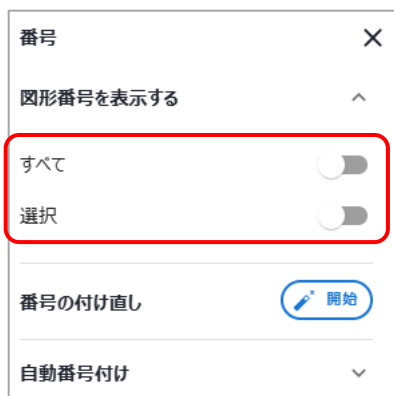 番号
図形番号を表示する
すべて
選択
番号の付け直し
開始
自動番号付け